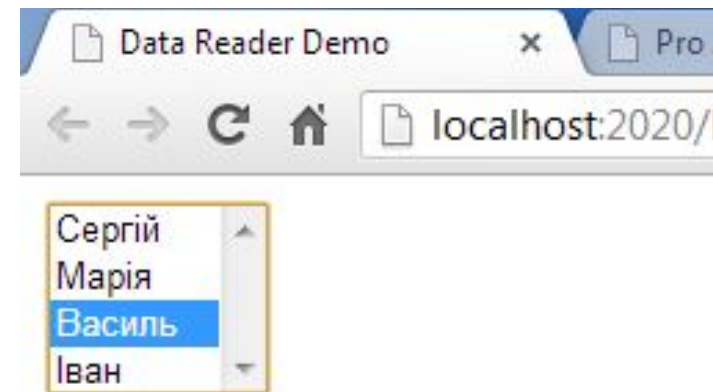 Data Reader Demo
Pro
localhost:2020/
Сергій
Марія
Василь
Іван